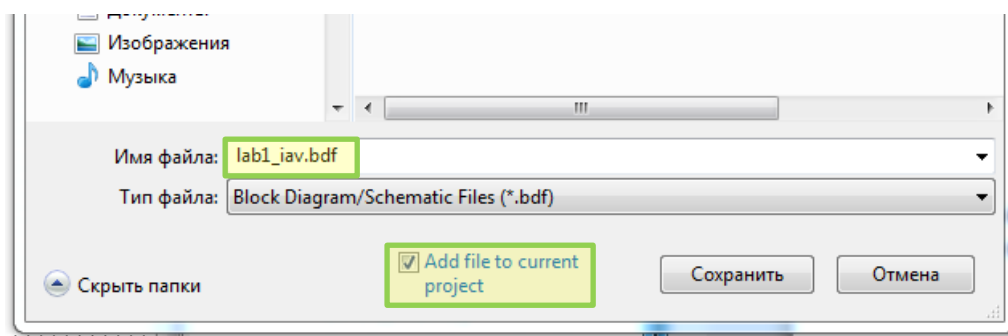 Изображения
Музыка
Имя файла: lab1_iav.bdf
Тип файла: Block Diagram/Schematic Files (*.bdf)
Скрыть папки
Add file to current
project
Сохранить
Отмена